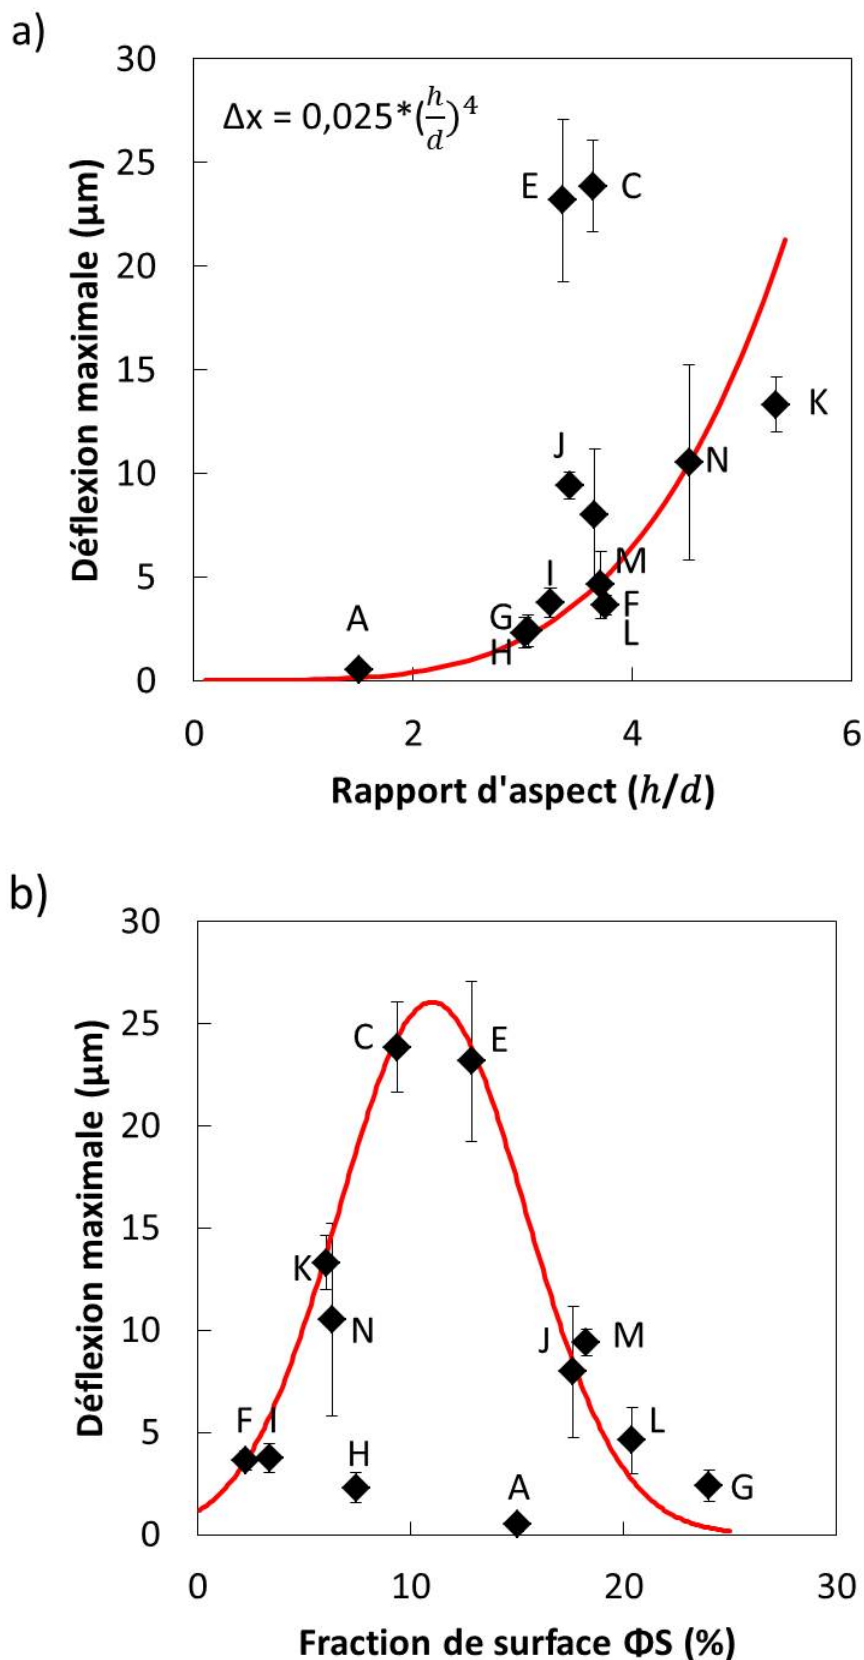 a)
30
Δx = 0,025*(h/d)^4
25
E
C
20
15
K
J
N
10
M
I
5
G
F
A
L
H
0
0 2 4 6
Déflexion maximale (μm)
Rapport d'aspect (h/d)
b)
30
C
E
25
20
15
K
N
J
M
10
F
I
L
5
H
A
G
0
0 10 20 30
Déflexion maximale (μm)
Fraction de surface ΦS (%)